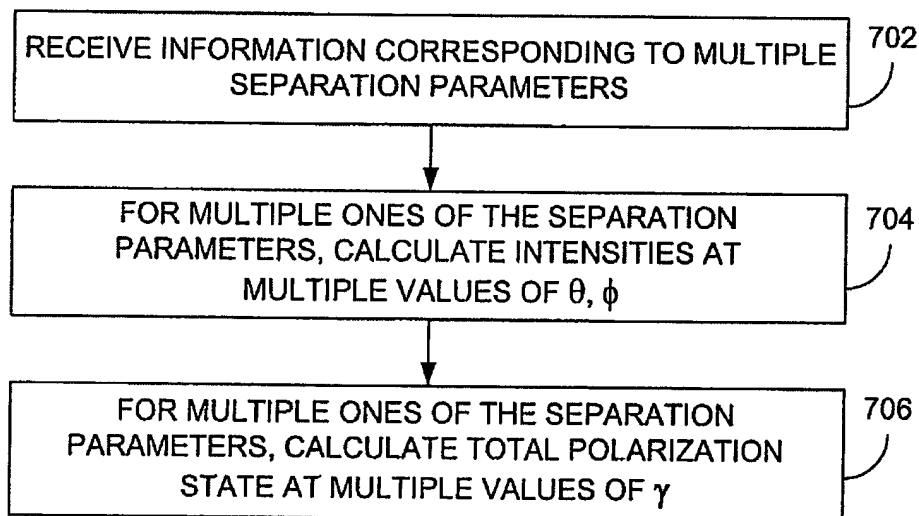 RECEIVE INFORMATION CORRESPONDING TO MULTIPLE
SEPARATION PARAMETERS
702
FOR MULTIPLE ONES OF THE SEPARATION
PARAMETERS, CALCULATE INTENSITIES AT
MULTIPLE VALUES OF θ, ϕ
704
FOR MULTIPLE ONES OF THE SEPARATION
PARAMETERS, CALCULATE TOTAL POLARIZATION
STATE AT MULTIPLE VALUES OF γ
706